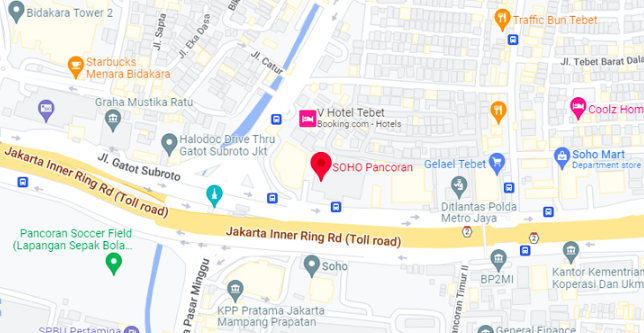 Bidakara Tower 2
Jl. Sapta
Jl. Eka Dasa
Jl. Catur
Traffic Bun Tebet
Jl. Tebet Barat Dala
Starbucks
Menara Bidakara
Graha Mustika Ratu
V Hotel Tebet
Booking.com - Hotels
Coolz Hom
Halodoc Drive Thru
Gatot Subroto Jkt
Jl. Gatot Subroto
SOHO Pancoran
Gelael Tebet
Soho Mart
Department store
Jakarta Inner Ring Rd (Toll road)
Ditlantas Polda
Metro Jaya
Pancoran Soccer Field
(Lapangan Sepak Bola...
Jakarta Inner Ring Rd (Toll road)
2
2
Soho
Pasar Minggu
BP2MI
Kantor Kementrian
Koperasi Dan Ukm
KPP Pratama Jakarta
Mampang Prapatan
ancoran Timur II
SPBU Pertamina
General Finance